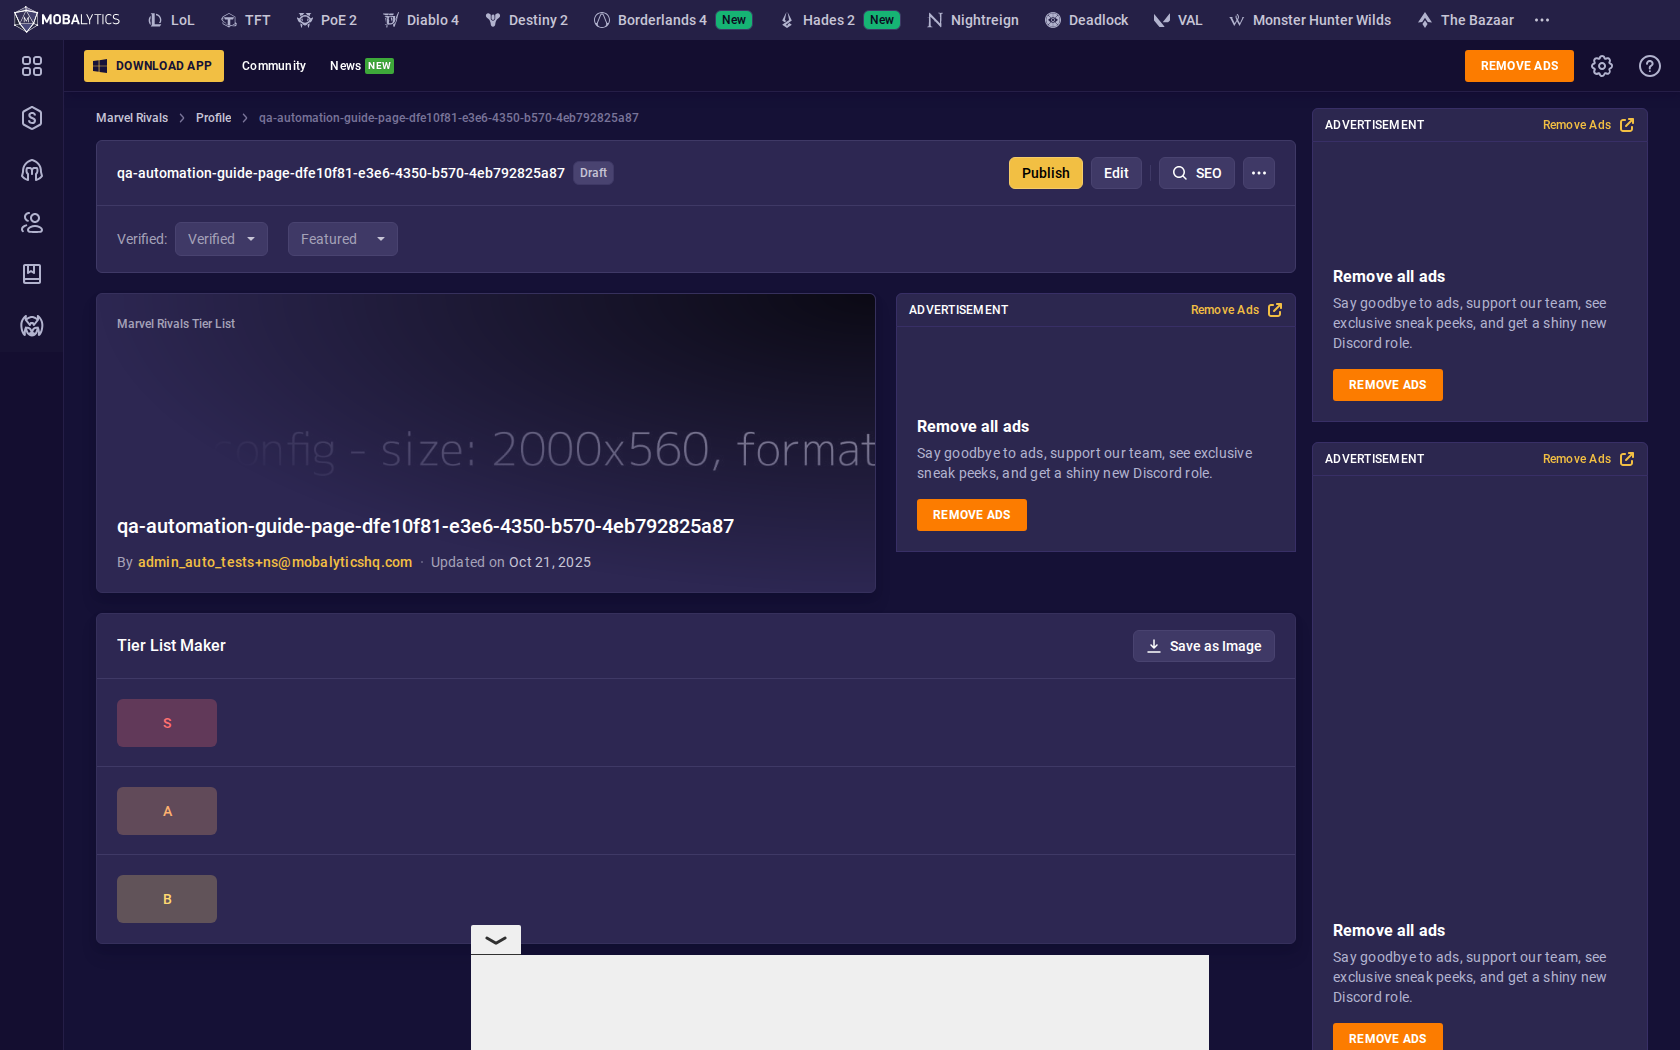 MOBALYTICS LoL TFT PoE 2 Diablo 4 Destiny 2 Borderlands 4 New Hades 2 New Nightreign Deadlock VAL Monster Hunter Wilds The Bazaar
DOWNLOAD APP Community News NEW REMOVE ADS
Marvel Rivals Profile qa-automation-guide-page-dfe10f81-e3e6-4350-b570-4eb792825a87
qa-automation-guide-page-dfe10f81-e3e6-4350-b570-4eb792825a87 Draft Publish Edit SEO
Verified: Verified Featured
Marvel Rivals Tier List
config - size: 2000x560, format
qa-automation-guide-page-dfe10f81-e3e6-4350-b570-4eb792825a87
By admin_auto_tests+ns@mobalyticshq.com · Updated on Oct 21, 2025
ADVERTISEMENT Remove Ads
Remove all ads
Say goodbye to ads, support our team, see exclusive
sneak peeks, and get a shiny new Discord role.
REMOVE ADS
Tier List Maker Save as Image
S
A
B
ADVERTISEMENT Remove Ads
Remove all ads
Say goodbye to ads, support our team, see
exclusive sneak peeks, and get a shiny new
Discord role.
REMOVE ADS
ADVERTISEMENT Remove Ads
Remove all ads
Say goodbye to ads, support our team, see
exclusive sneak peeks, and get a shiny new
Discord role.
REMOVE ADS